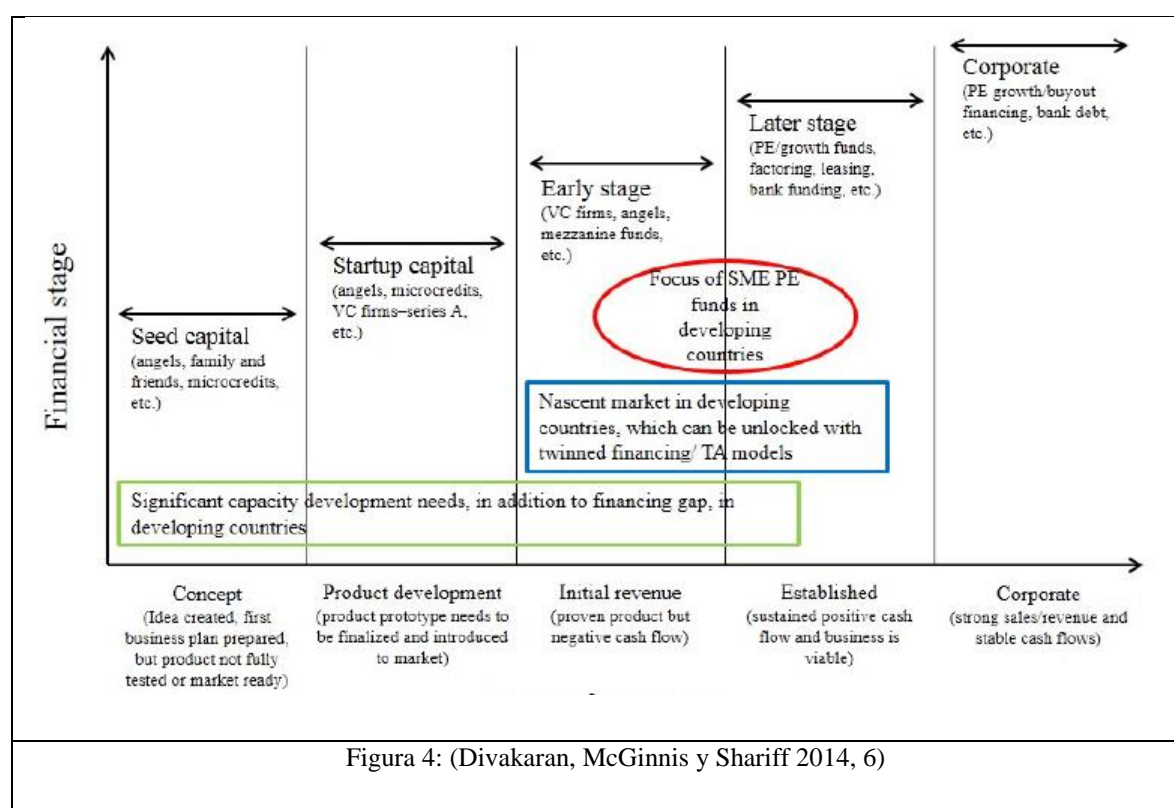 Corporate
(PE growth/buyout
financing, bank debt,
etc.)
Later stage
(PE/growth funds,
factoring, leasing,
bank funding, etc.)
Early stage
(VC firms, angels,
mezzanine funds,
etc.)
Startup capital
(angels, microcredits,
VC firms–series A,
etc.)
Seed capital
(angels, family and
friends, microcredits,
etc.)
Financial stage
Focus of SME PE
funds in
developing
countries
Nascent market in developing
countries, which can be unlocked with
twinned financing/ TA models
Significant capacity development needs, in addition to financing gap, in
developing countries
Concept
(Idea created, first
business plan prepared,
but product not fully
tested or market ready)
Product development
(product prototype needs to
be finalized and introduced
to market)
Initial revenue
(proven product but
negative cash flow)
Established
(sustained positive cash
flow and business is
viable)
Corporate
(strong sales/revenue and
stable cash flows)
Figura 4: (Divakaran, McGinnis y Shariff 2014, 6)